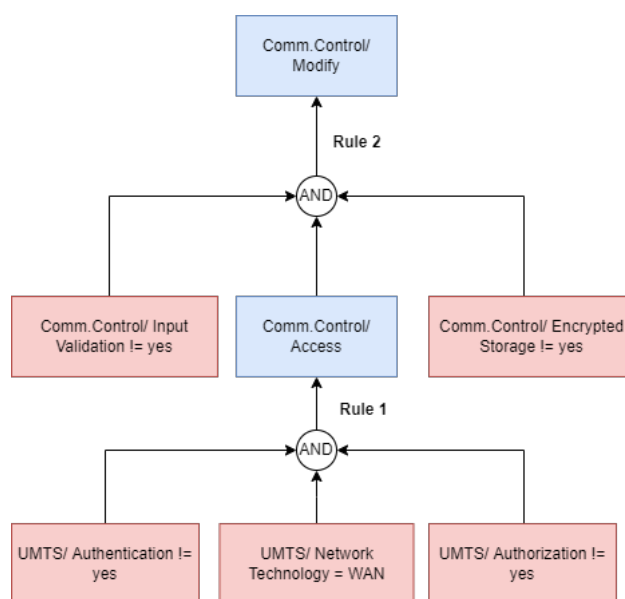 Comm.Control/
Modify
Rule 2
AND
Comm.Control/ Input
Validation != yes
Comm.Control/
Access
Comm.Control/ Encrypted
Storage != yes
Rule 1
AND
UMTS/ Authentication !=
yes
UMTS/ Network
Technology = WAN
UMTS/ Authorization !=
yes